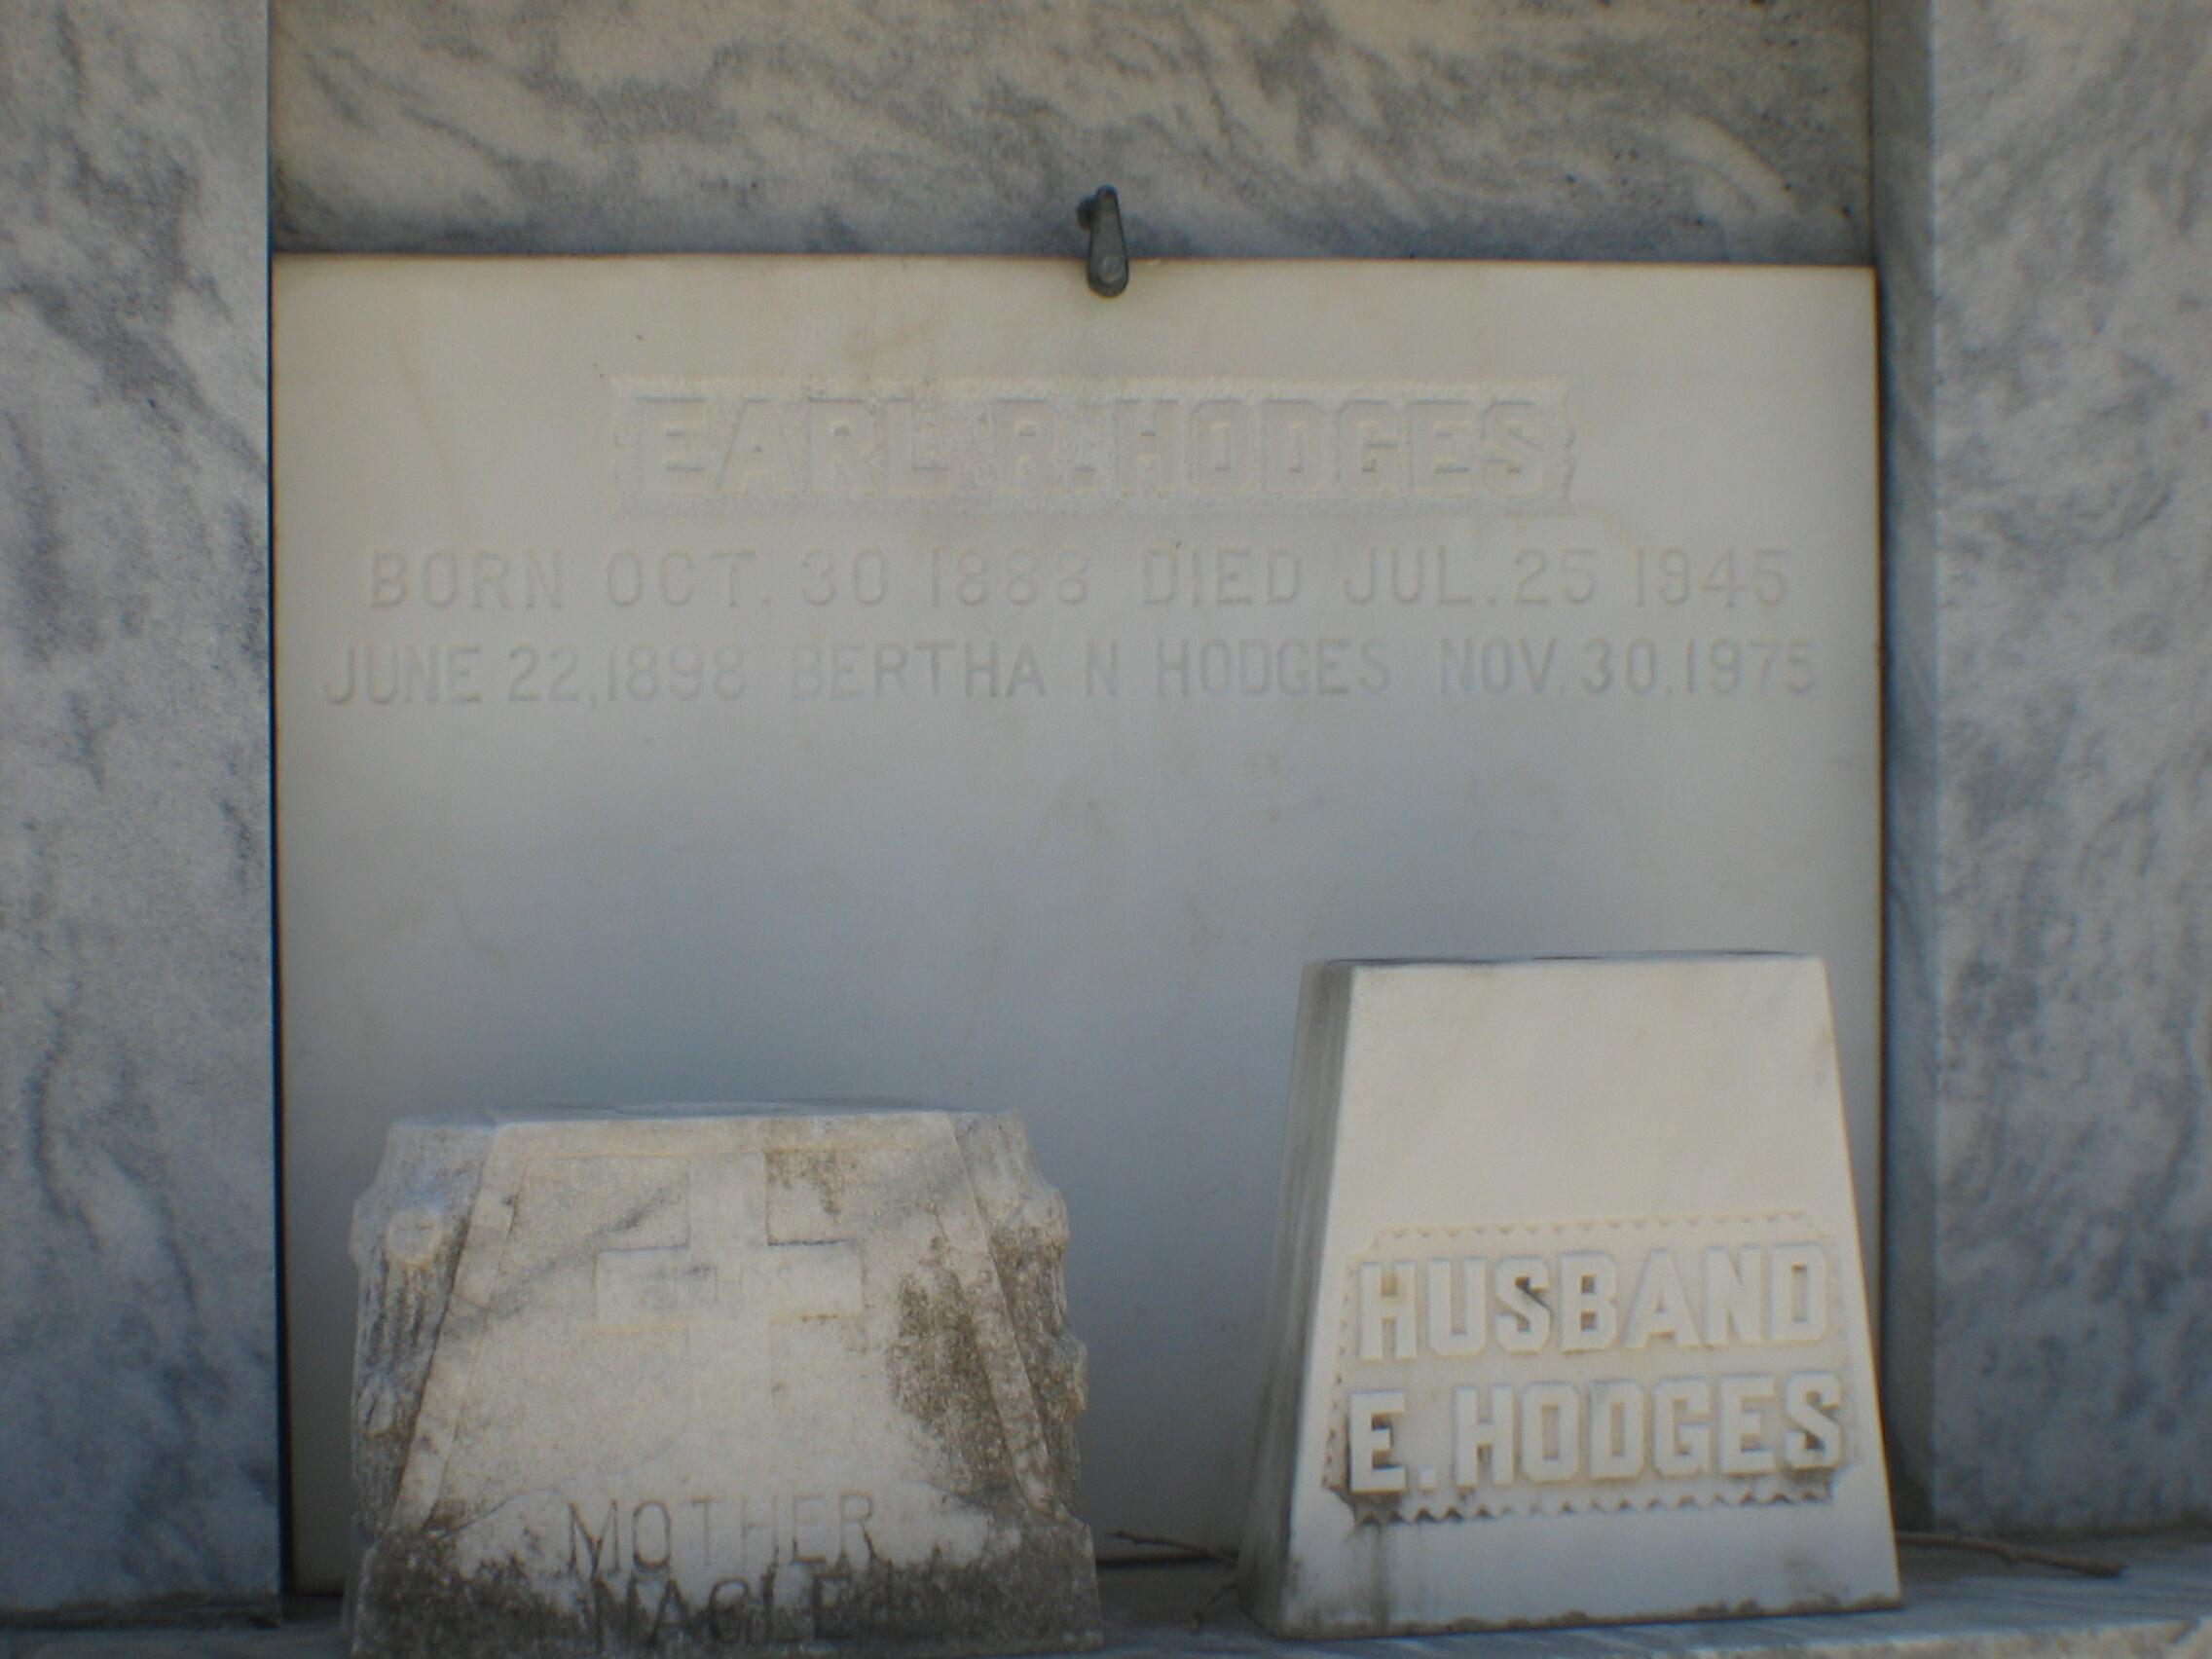 EARL R. HODGES
BORN OCT. 30 1888 DIED JUL. 25 1945
JUNE 22, 1898 BERTHA N. HODGES NOV. 30. 1975
HUSBAND
E. HODGES
MOTHER